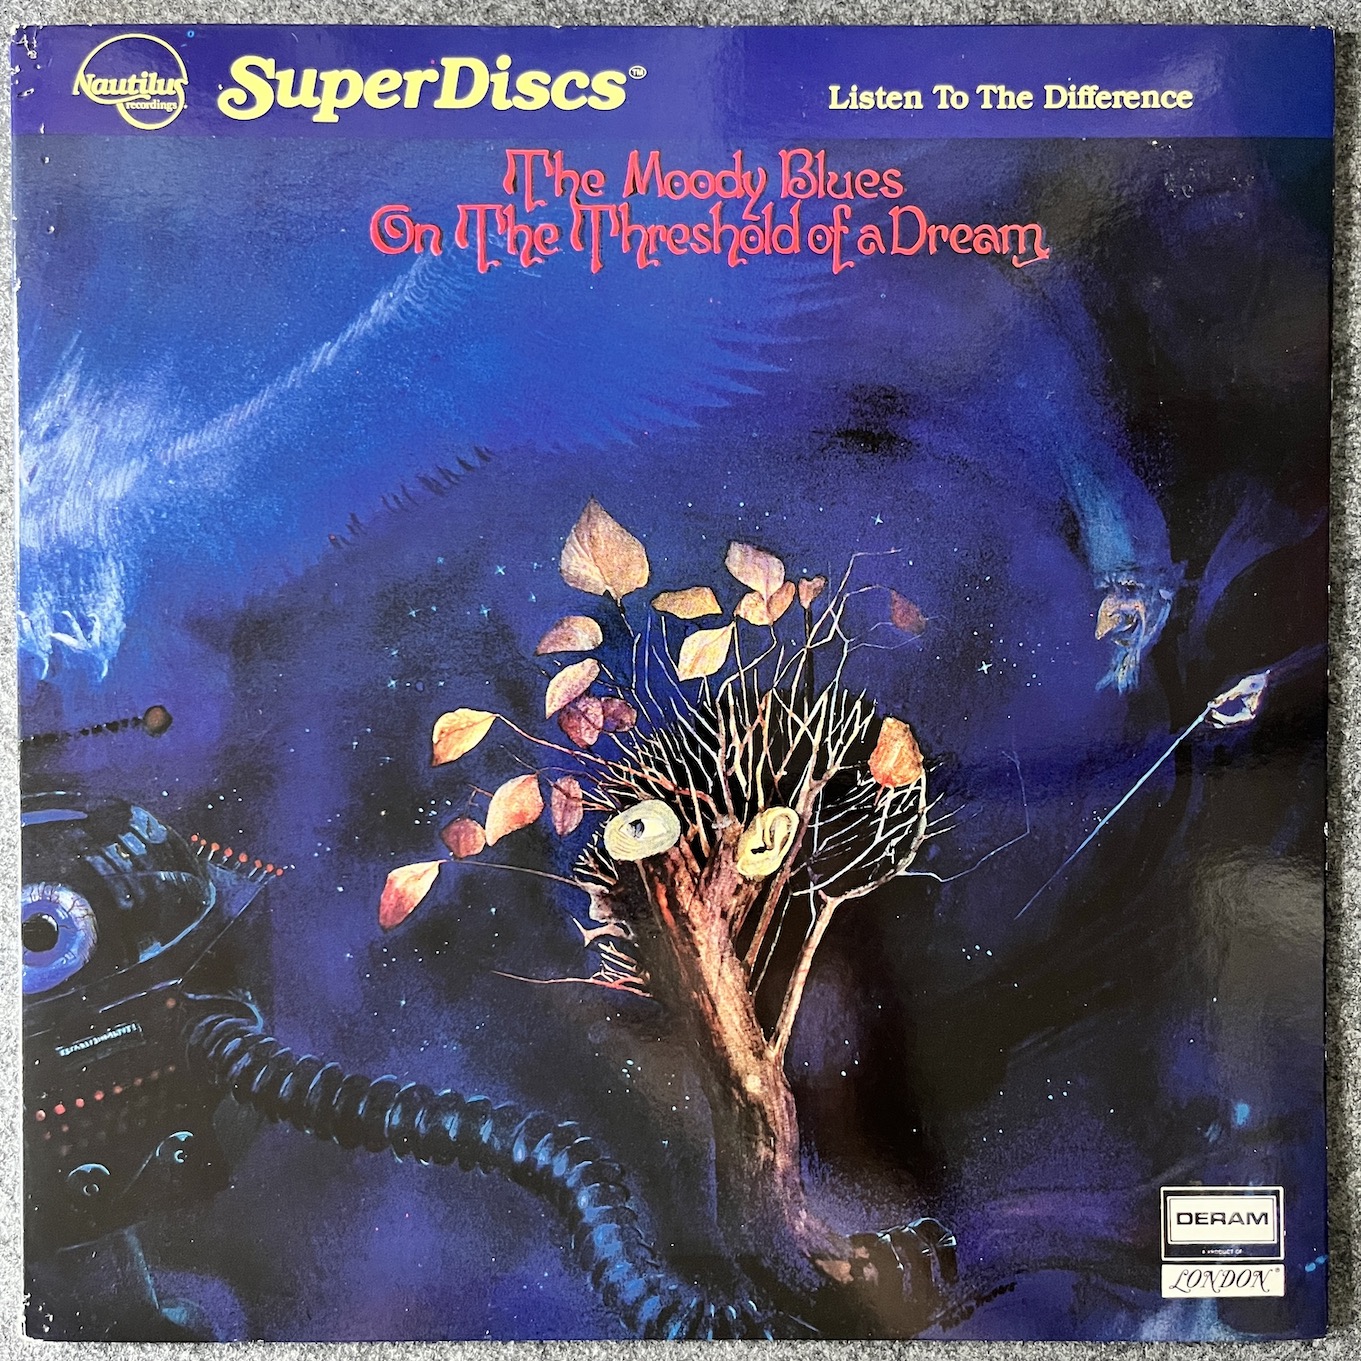 Nautilus
recordings
SuperDiscs™
Listen To The Difference
The Moody Blues
On The Threshold of a Dream
DERAM
A PRODUCT OF
LONDON®